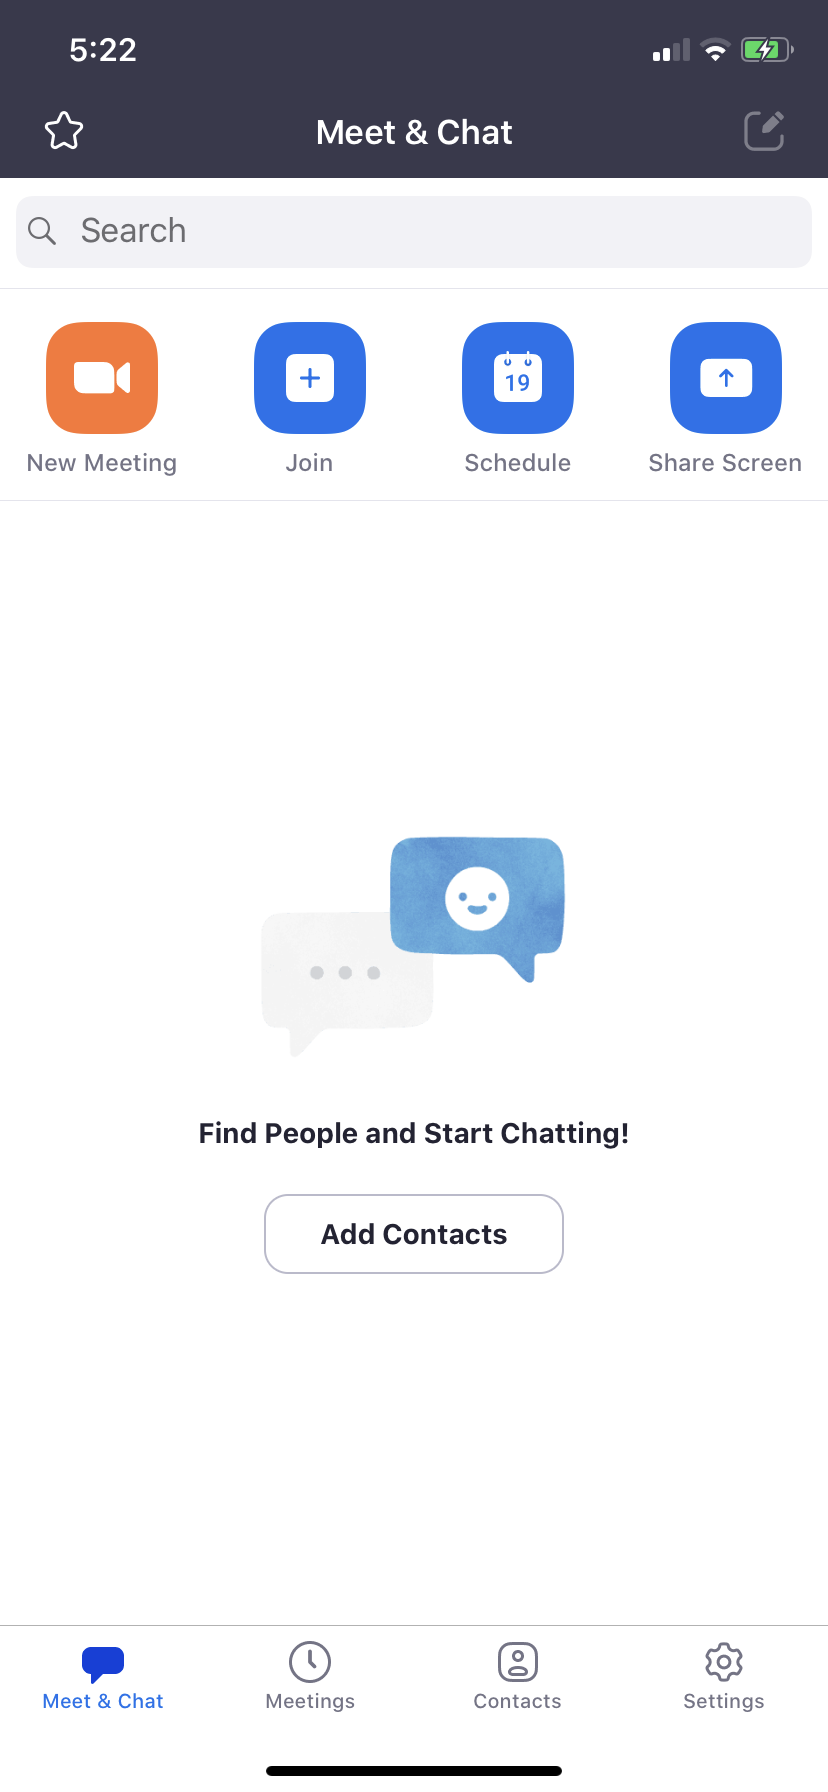 5:22
Meet & Chat
Search
19
New Meeting
Join
Schedule
Share Screen
Find People and Start Chatting!
Add Contacts
Meet & Chat
Meetings
Contacts
Settings